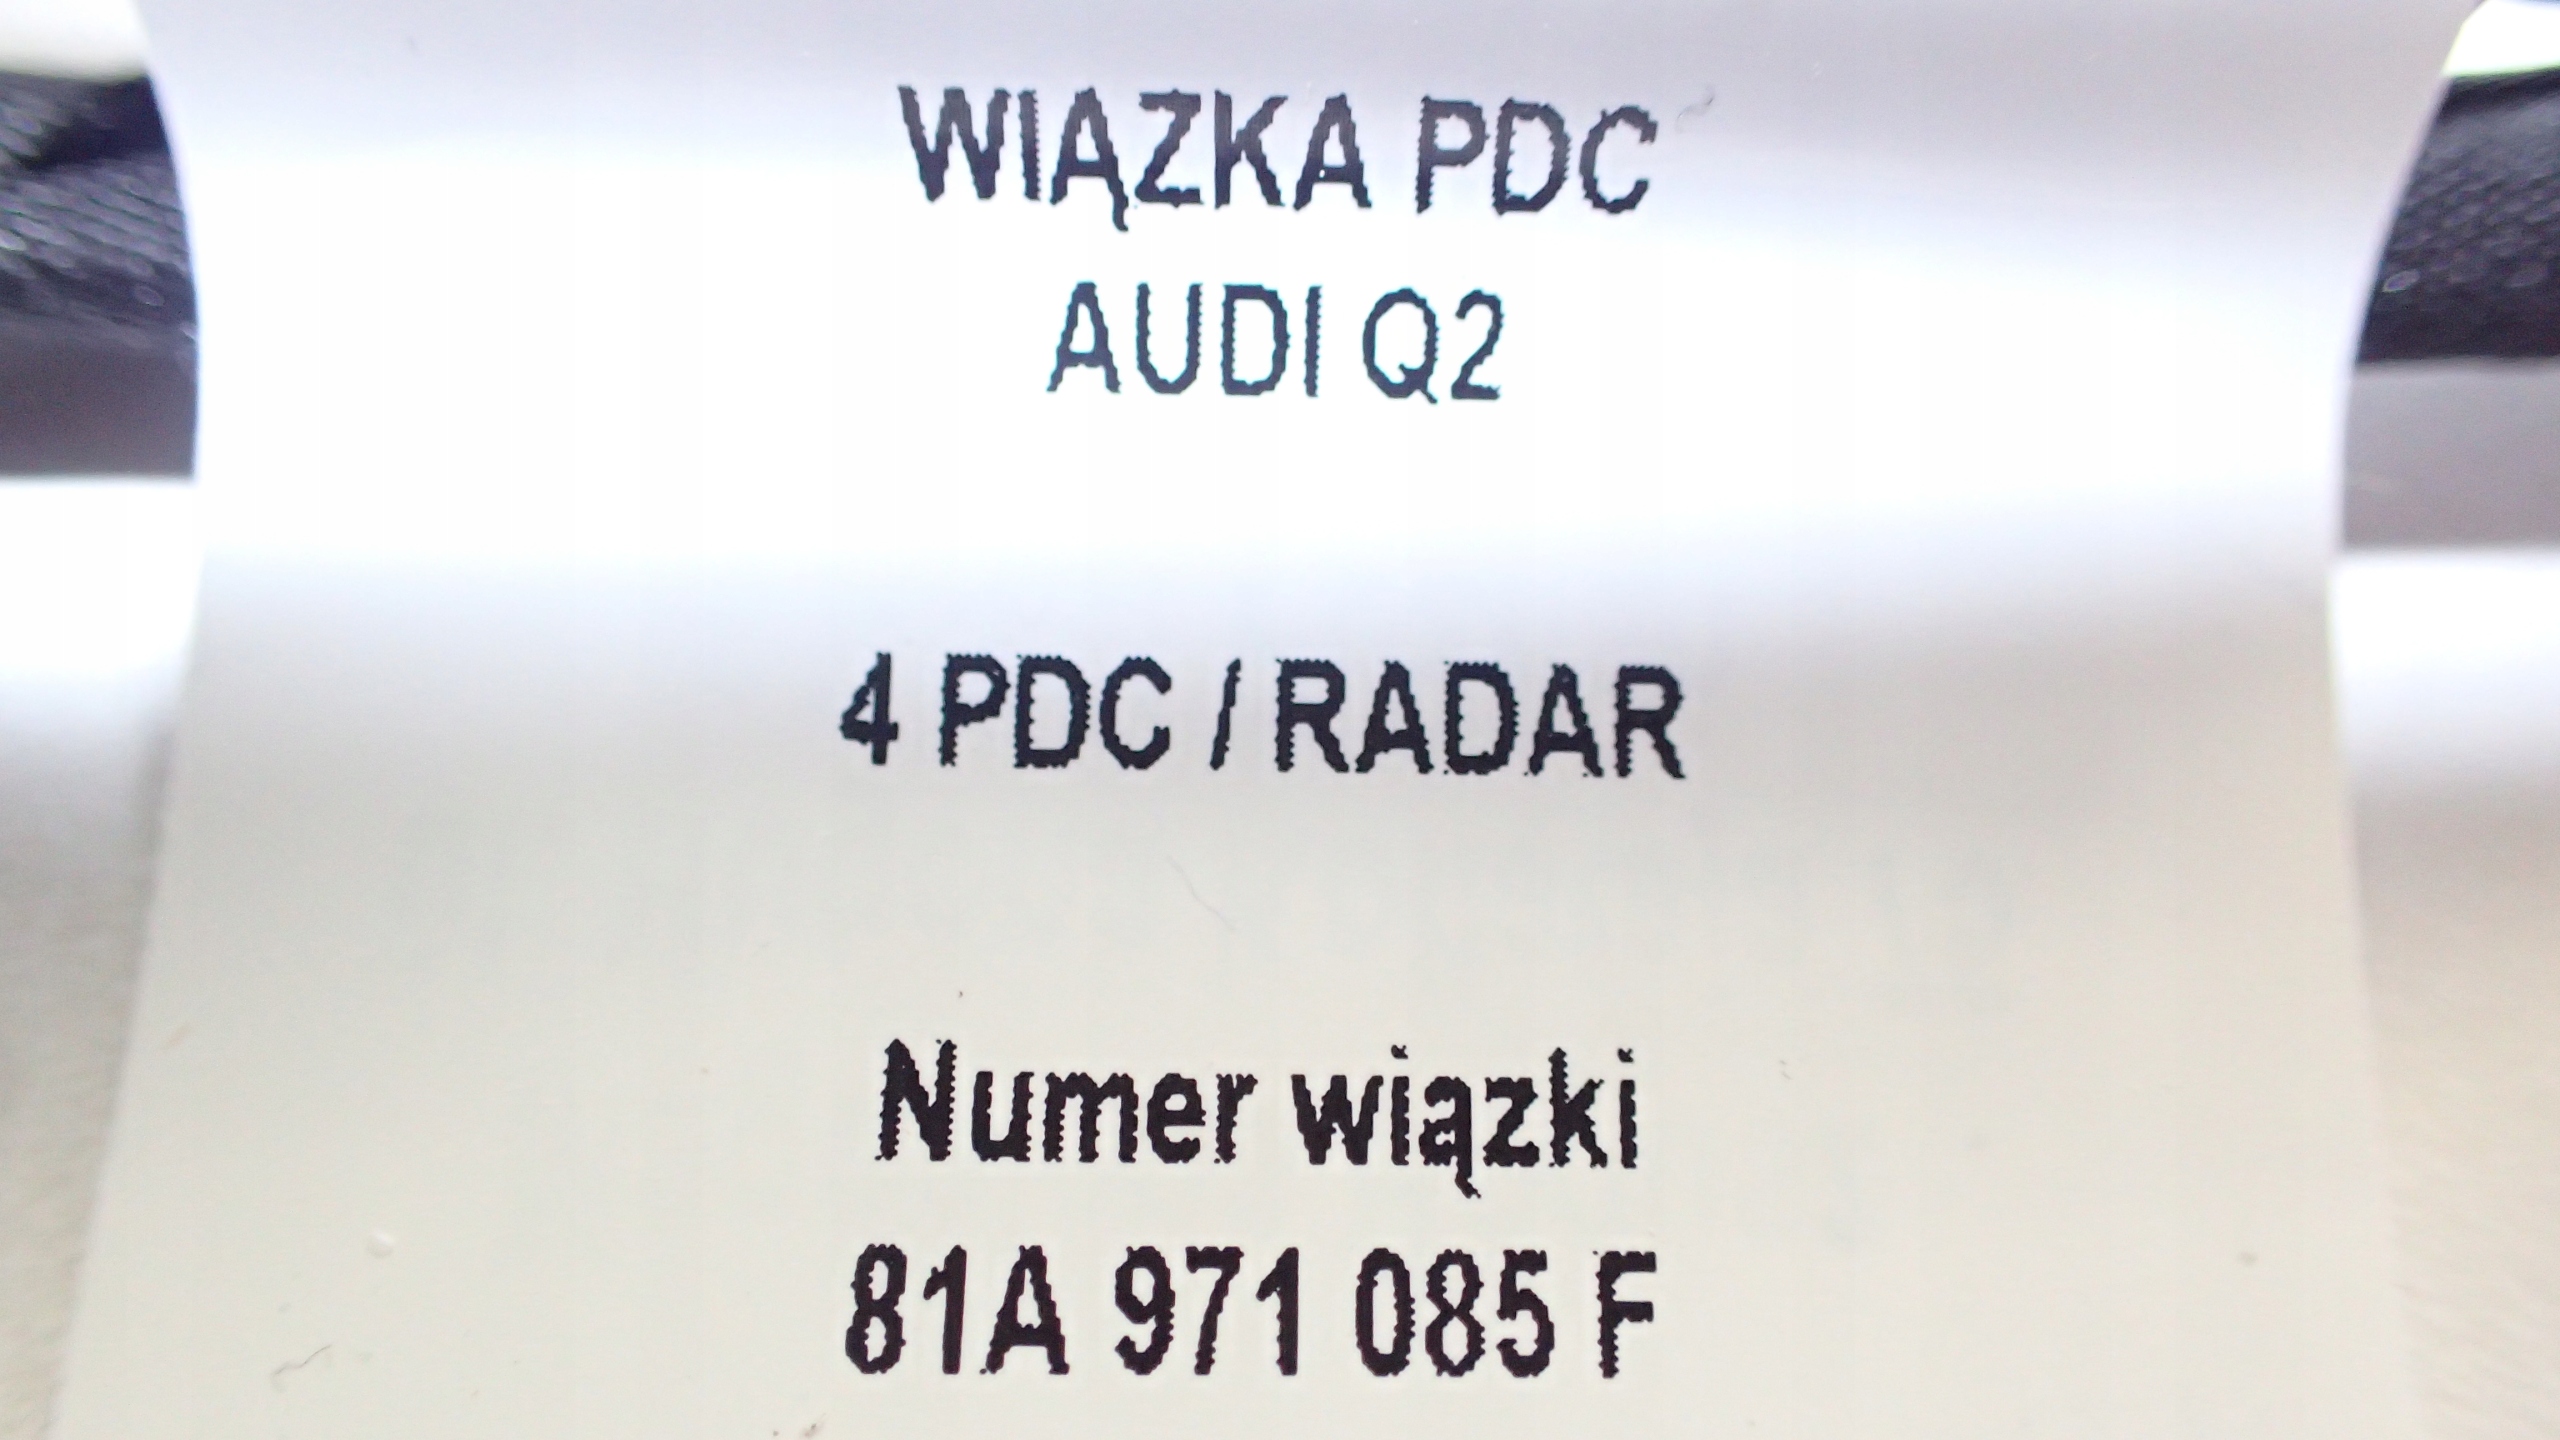 WIĄZKA PDC
AUDI Q2
4 PDC / RADAR
Numer wiązki
81A 971 085 F